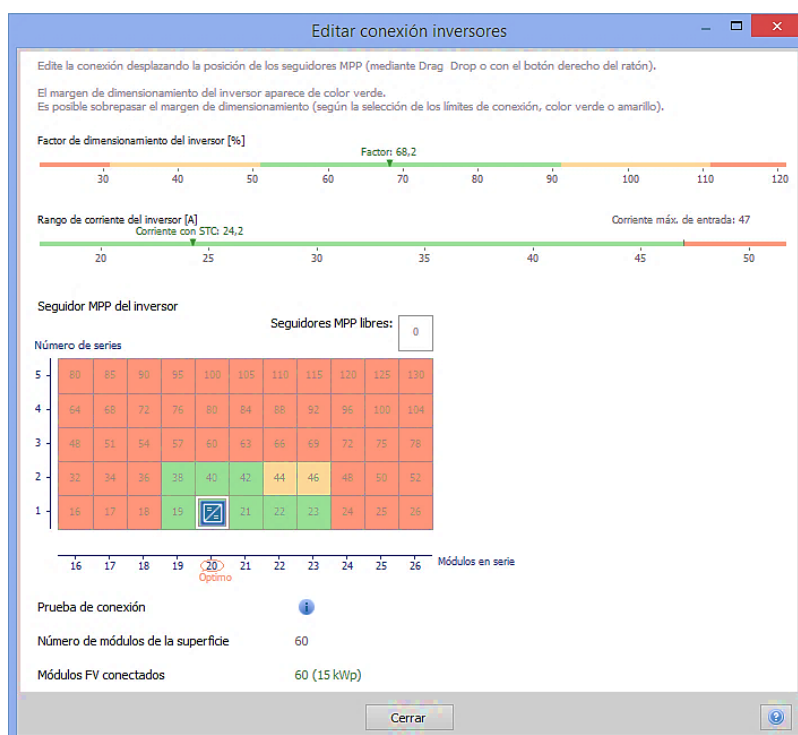 Editar conexión inversores
Edite la conexión desplazando la posición de los seguidores MPP (mediante Drag Drop o con el botón derecho del ratón).
El margen de dimensionamiento del inversor aparece de color verde.
Es posible sobrepasar el margen de dimensionamiento (según la selección de los límites de conexión, color verde o amarillo).
Factor de dimensionamiento del inversor [%]
Factor: 68,2
30 40 50 60 70 80 90 100 110 120
Rango de corriente del inversor [A]
Corriente máx. de entrada: 47
Corriente con STC: 24,2
20 25 30 35 40 45 50
Seguidor MPP del inversor
Seguidores MPP libres: 0
Número de series
5 80 85 90 95 100 105 110 115 120 125 130
4 64 68 72 76 80 84 88 92 96 100 104
3 48 51 54 57 60 63 66 69 72 75 78
2 32 34 36 38 40 42 44 46 48 50 52
1 16 17 18 19 21 22 23 24 25 26
16 17 18 19 20 21 22 23 24 25 26 Módulos en serie
Óptimo
Prueba de conexión
Número de módulos de la superficie 60
Módulos FV conectados 60 (15 kWp)
Cerrar